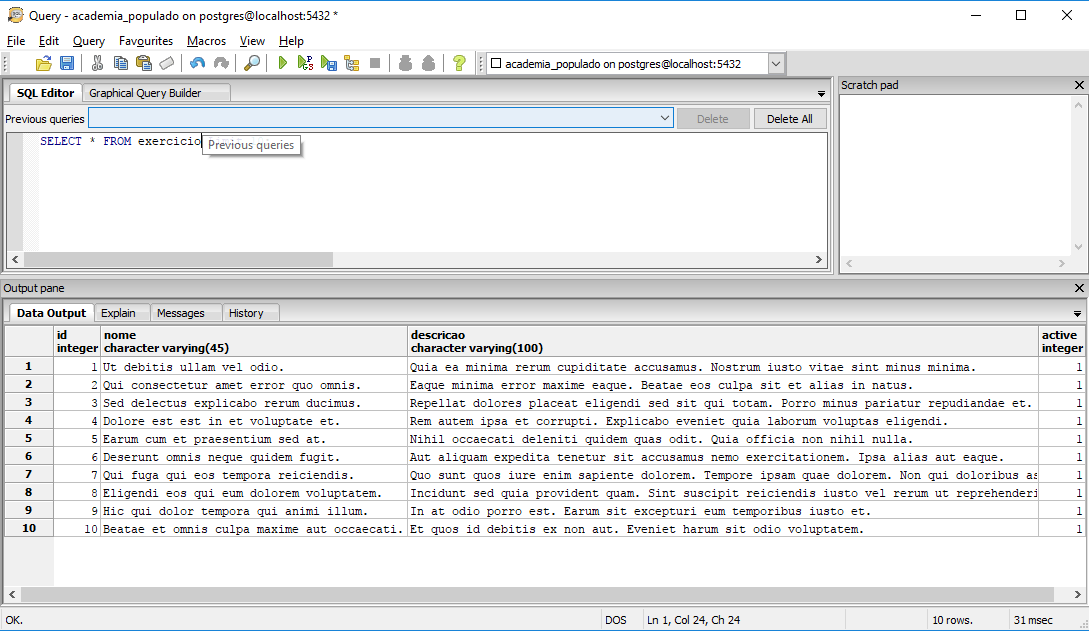 Query - academia_populado on postgres@localhost:5432 *
File Edit Query Favourites Macros View Help
academia_populado on postgres@localhost:5432
SQL Editor Graphical Query Builder
Previous queries Delete Delete All
SELECT * FROM exercicio
Previous queries
Scratch pad
Output pane
Data Output Explain Messages History
id nome descricao active
integer character varying(45) character varying(100) integer
1 1 Ut debitis ullam vel odio. Quia ea minima rerum cupiditate accusamus. Nostrum iusto vitae sint minus minima. 1
2 2 Qui consectetur amet error quo omnis. Eaque minima error maxime eaque. Beatae eos culpa sit et alias in natus. 1
3 3 Sed delectus explicabo rerum ducimus. Repellat dolores placeat eligendi sed sit qui totam. Porro minus pariatur repudiandae et. 1
4 4 Dolore est est in et voluptate et. Rem autem ipsa et corrupti. Explicabo eveniet quia laborum voluptas eligendi. 1
5 5 Earum cum et praesentium sed at. Nihil occaecati deleniti quidem quas odit. Quia officia non nihil nulla. 1
6 6 Deserunt omnis neque quidem fugit. Aut aliquam expedita tenetur sit accusamus nemo exercitationem. Ipsa alias aut eaque. 1
7 7 Qui fuga qui eos tempora reiciendis. Quo sunt quos iure enim sapiente dolorem. Tempore ipsam quae dolorem. Non qui doloribus as 1
8 8 Eligendi eos qui eum dolorem voluptatem. Incidunt sed quia provident quam. Sint suscipit reiciendis iusto vel rerum ut reprehenderi 1
9 9 Hic qui dolor tempora qui animi illum. In at odio porro est. Earum sit excepturi eum temporibus iusto et. 1
10 10 Beatae et omnis culpa maxime aut occaecati. Et quos id debitis ex non aut. Eveniet harum sit odio voluptatem. 1
OK. DOS Ln 1, Col 24, Ch 24 10 rows. 31 msec